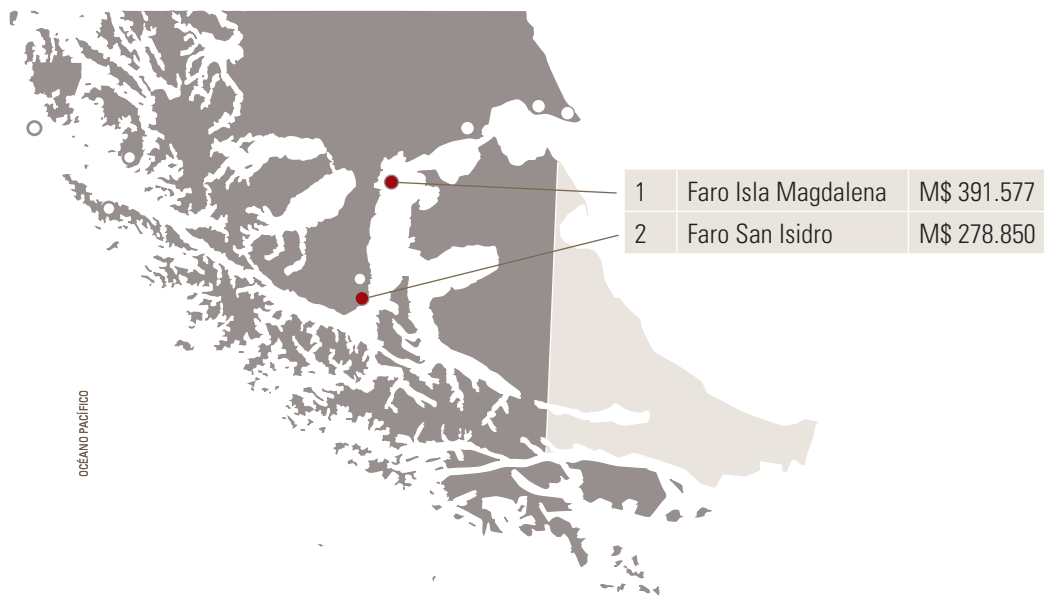 1 Faro Isla Magdalena M$ 391.577
2 Faro San Isidro M$ 278.850
OCÉANO PACÍFICO